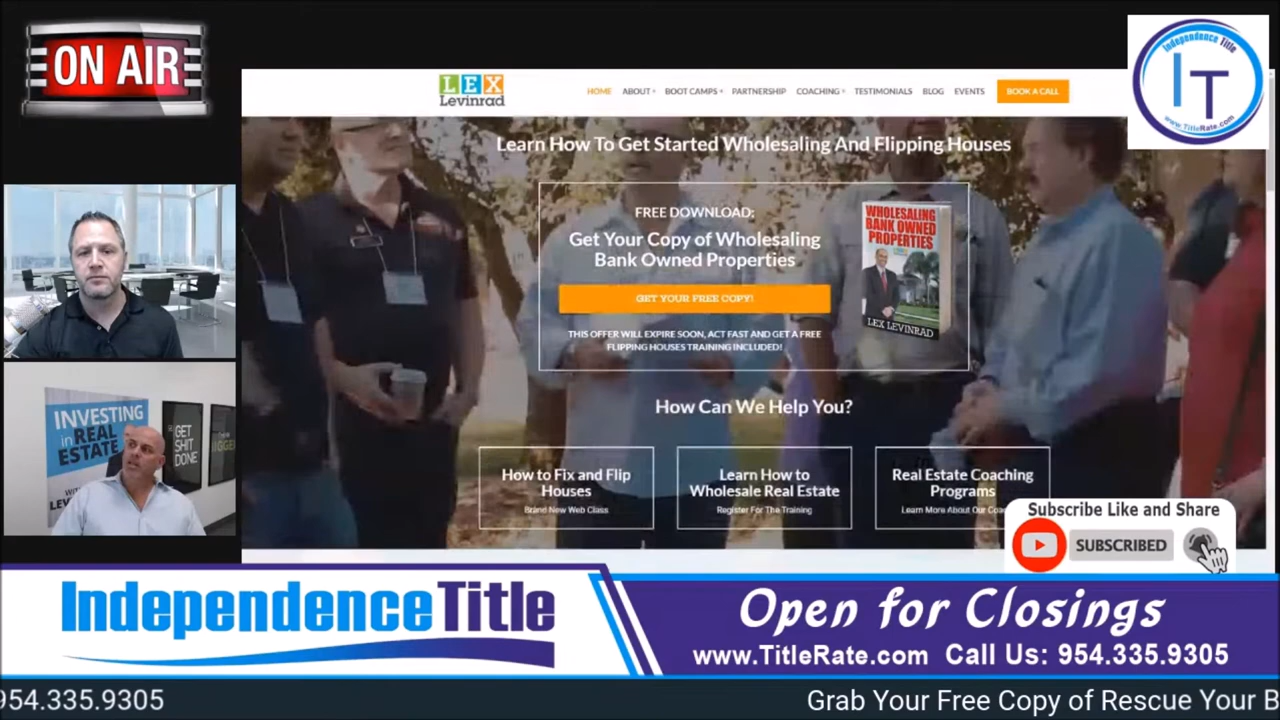 ON AIR
LEX
Levinrad
HOME ABOUT BOOT CAMPS PARTNERSHIP COACHING TESTIMONIALS BLOG EVENTS BOOK A CALL
Independence Title
IT
www.TitleRate.com
Learn How To Get Started Wholesaling And Flipping Houses
FREE DOWNLOAD:
Get Your Copy of Wholesaling
Bank Owned Properties
GET YOUR FREE COPY!
THIS OFFER WILL EXPIRE SOON, ACT FAST AND GET A FREE
FLIPPING HOUSES TRAINING INCLUDED!
WHOLESALING
BANK OWNED
PROPERTIES
LEX LEVINRAD
INVESTING
in REAL
ESTATE
GET
SHIT
DONE
How Can We Help You?
How to Fix and Flip
Houses
Brand New Web Class
Learn How to
Wholesale Real Estate
Register For The Training
Real Estate Coaching
Programs
Learn More About Our
Subscribe Like and Share
SUBSCRIBED
Independence Title
Open for Closings
www.TitleRate.com Call Us: 954.335.9305
954.335.9305
Grab Your Free Copy of Rescue Your B